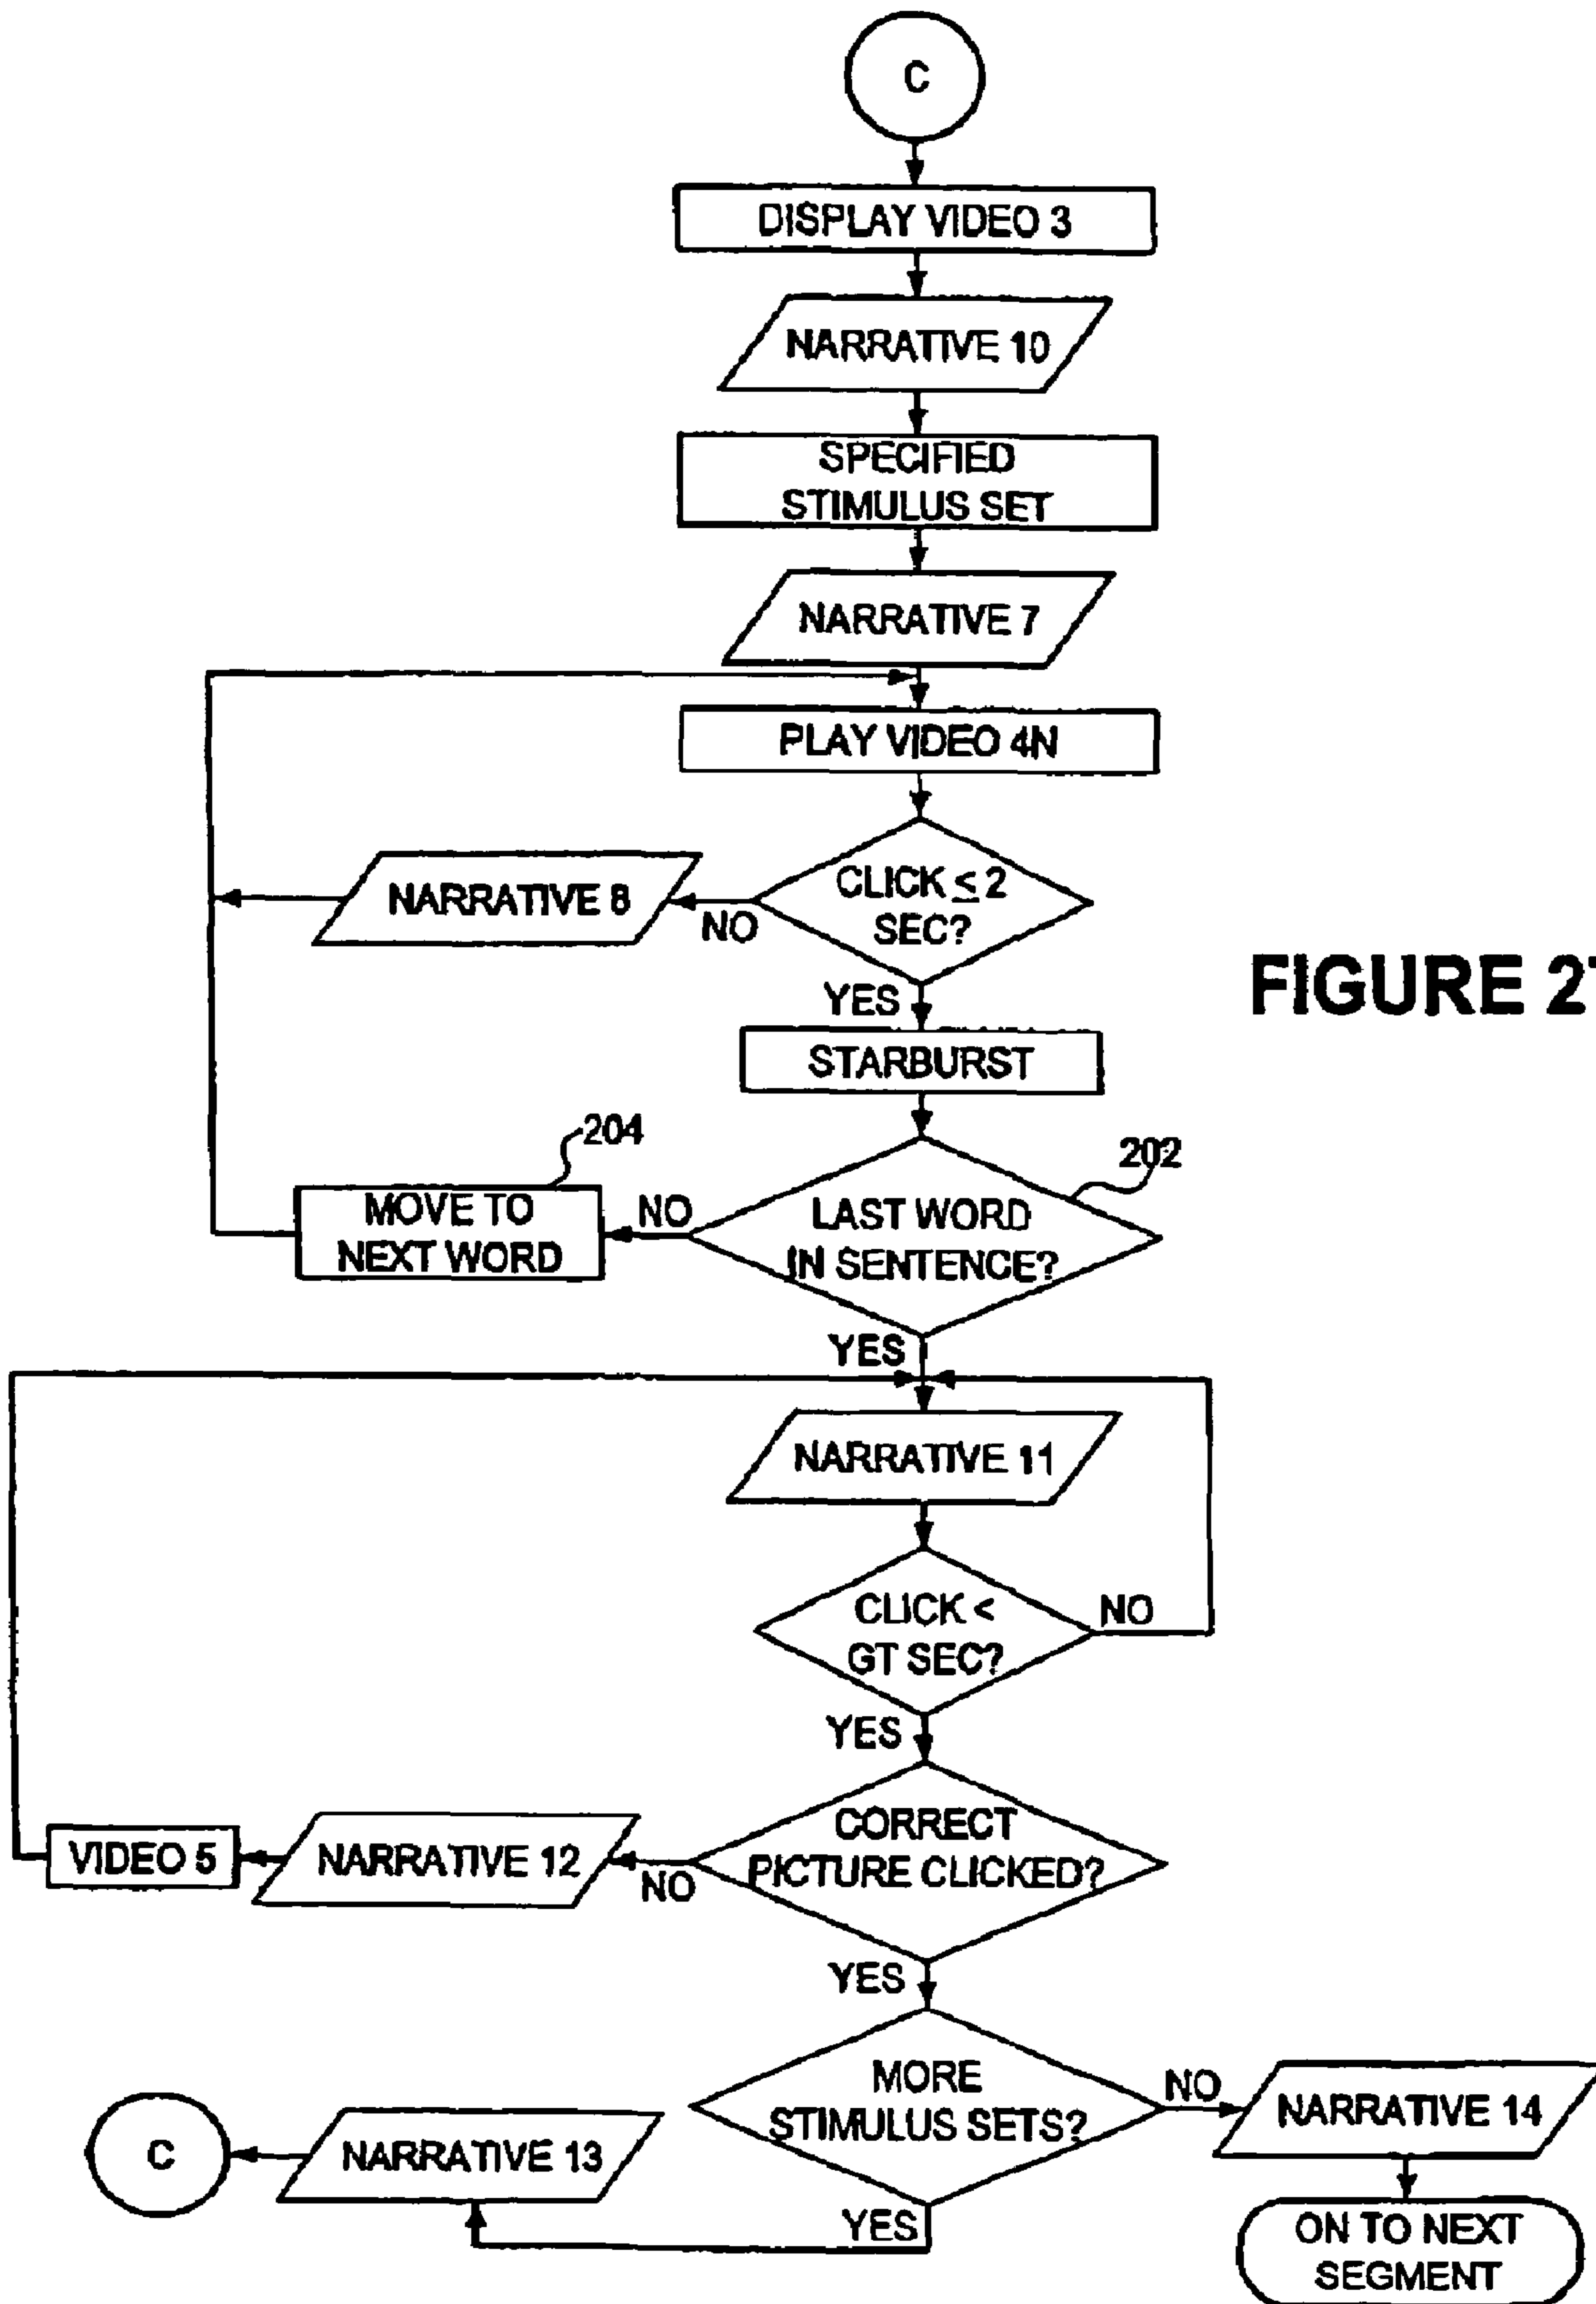 C
DISPLAY VIDEO 3
NARRATIVE 10
SPECIFIED
STIMULUS SET
NARRATIVE 7
PLAY VIDEO 4N
CLICK ≤ 2
SEC?
NO
NARRATIVE 8
YES
FIGURE 2
STARBURST
204
202
LAST WORD
IN SENTENCE?
NO
MOVE TO
NEXT WORD
YES
NARRATIVE 11
CLICK <
GT SEC?
NO
YES
CORRECT
PICTURE CLICKED?
NO
NARRATIVE 12
VIDEO 5
YES
MORE
STIMULUS SETS?
NO
NARRATIVE 14
YES
NARRATIVE 13
C
ON TO NEXT
SEGMENT